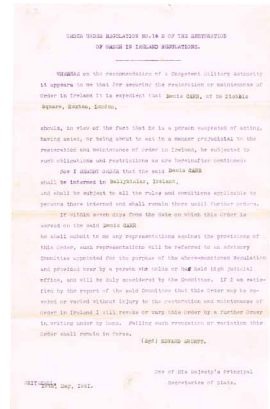 ORDER UNDER REGULATION NO. 14 B OF THE RESTORATION
OF ORDER IN IRELAND REGULATIONS.
WHEREAS on the recommendation of a Competent Military Authority
it appears to me that for securing the restoration or maintenance of
Order in Ireland it is expedient that Denis CARR, of
Square, London,
should, in view of the fact that he is a person suspected of acting,
having acted, or being about to act in a manner prejudicial to the
restoration and maintenance of Order in Ireland, be subjected to
such obligations and restrictions as are hereinafter contained:
NOW I HEREBY ORDER that the said Denis CARR
shall be interned in Ballykinlar, Ireland,
and shall be subject to all the rules and conditions applicable to
persons there interned and shall remain there until further orders.
If within seven days from the date on which this Order is
served on the said Denis CARR
he shall submit to me any representations against the provisions of
this Order, such representations will be referred to an Advisory
Committee appointed for the purpose of the abovementioned Regulation
and presided over by a person who holds or has held high judicial
office, and will be duly considered by the Committee. If I am satis-
fied by the report of the said Committee that this Order may be re-
voked or varied without injury to the restoration and maintenance of
Order in Ireland I will revoke or vary this Order by a further Order
in writing under my hand. Failing such revocation or variation this
Order shall remain in force.
(Sgd) EDWARD SHORTT.
One of His Majesty's Principal
Secretaries of State.
WHITEHALL,
May, 1921.